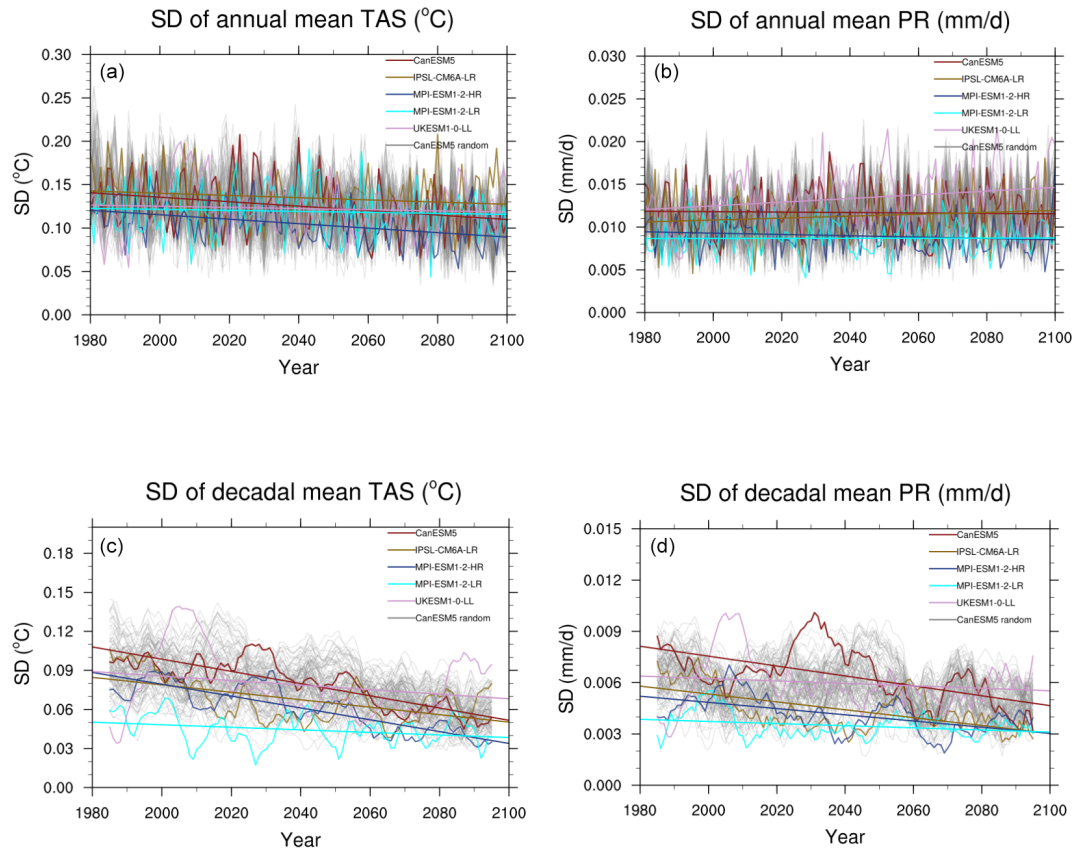 SD of annual mean TAS (°C)
(a)
CanESM5
IPSL-CM6A-LR
MPI-ESM1-2-HR
MPI-ESM1-2-LR
UKESM1-0-LL
CanESM5 random
SD (°C)
0.30
0.25
0.20
0.15
0.10
0.05
0.00
1980 2000 2020 2040 2060 2080 2100
Year
SD of annual mean PR (mm/d)
(b)
CanESM5
IPSL-CM6A-LR
MPI-ESM1-2-HR
MPI-ESM1-2-LR
UKESM1-0-LL
CanESM5 random
SD (mm/d)
0.030
0.025
0.020
0.015
0.010
0.005
0.000
1980 2000 2020 2040 2060 2080 2100
Year
SD of decadal mean TAS (°C)
(c)
CanESM5
IPSL-CM6A-LR
MPI-ESM1-2-HR
MPI-ESM1-2-LR
UKESM1-0-LL
CanESM5 random
SD (°C)
0.18
0.15
0.12
0.09
0.06
0.03
0.00
1980 2000 2020 2040 2060 2080 2100
Year
SD of decadal mean PR (mm/d)
(d)
CanESM5
IPSL-CM6A-LR
MPI-ESM1-2-HR
MPI-ESM1-2-LR
UKESM1-0-LL
CanESM5 random
SD (mm/d)
0.015
0.012
0.009
0.006
0.003
0.000
1980 2000 2020 2040 2060 2080 2100
Year